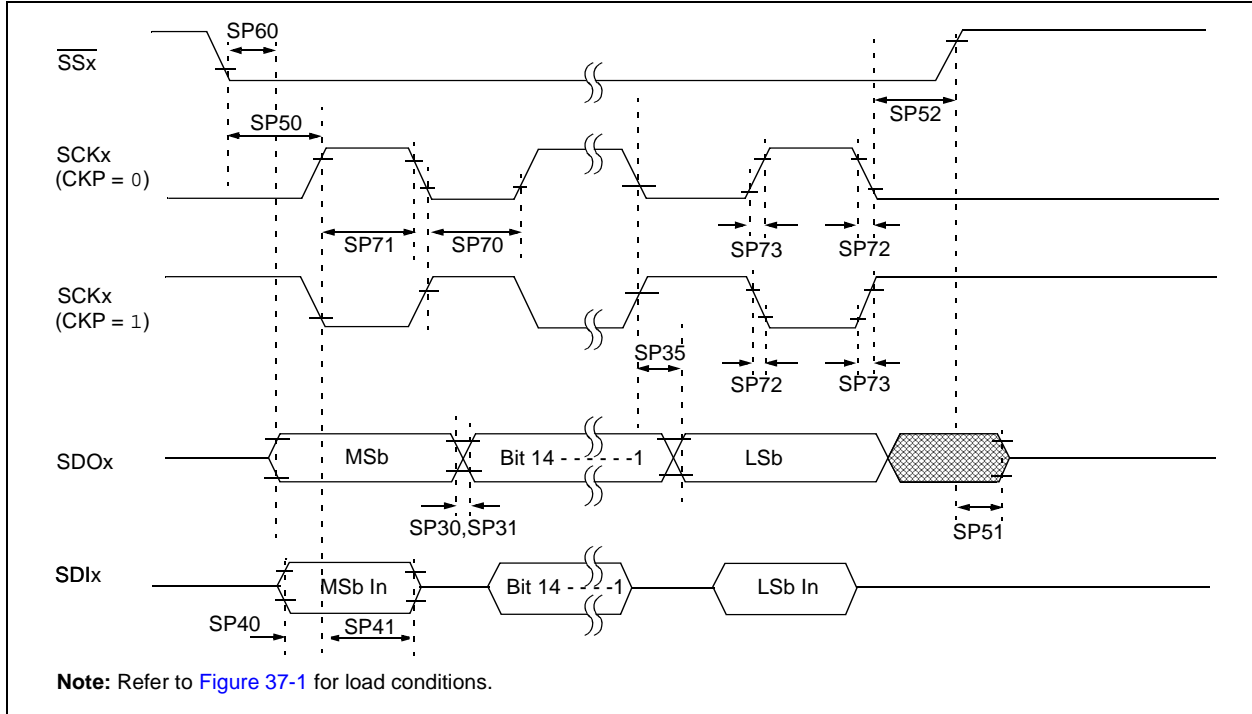 SP60
SSx
SP50
SP52
SCKx
(CKP = 0)
SP71
SP70
SP73
SP72
SCKx
(CKP = 1)
SP35
SP72
SP73
SDOx
MSb
Bit 14 - - - - - -1
LSb
SP30,SP31
SP51
SDIx
MSb In
Bit 14 - - - -1
LSb In
SP40
SP41
Note: Refer to Figure 37-1 for load conditions.